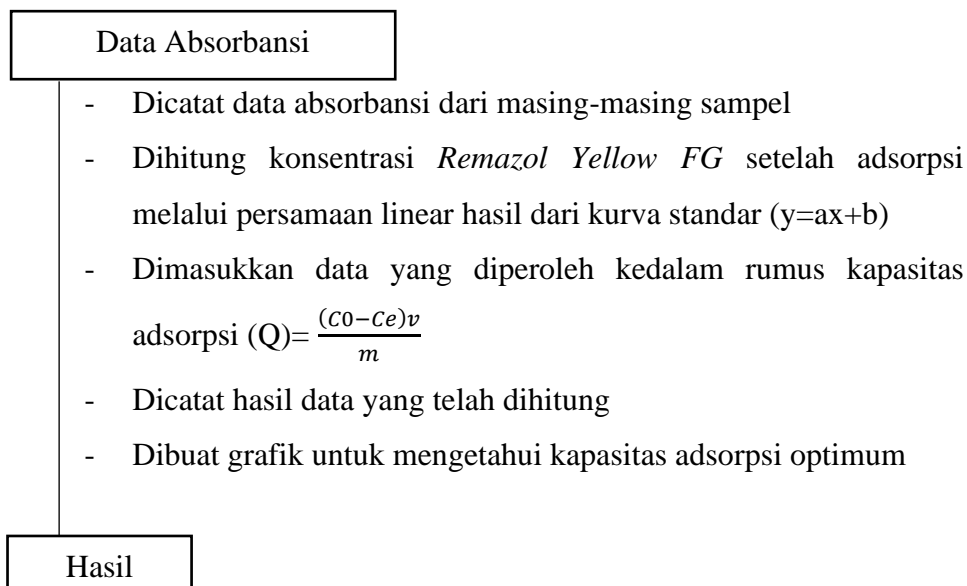 Data Absorbansi
- Dicatat data absorbansi dari masing-masing sampel
- Dihitung konsentrasi Remazol Yellow FG setelah adsorpsi
melalui persamaan linear hasil dari kurva standar (y=ax+b)
- Dimasukkan data yang diperoleh kedalam rumus kapasitas
adsorpsi (Q)= (C0−Ce)v / m
- Dicatat hasil data yang telah dihitung
- Dibuat grafik untuk mengetahui kapasitas adsorpsi optimum
Hasil